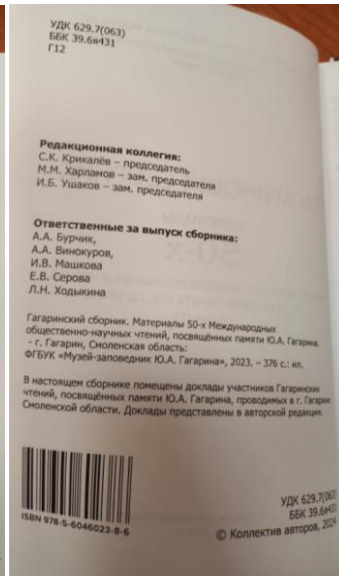 УДК 629.7(063)
ББК 39.6я431
Г12
Редакционная коллегия:
С.К. Крикалёв – председатель
М.М. Харламов – зам. председателя
И.Б. Ушаков – зам. председателя
Ответственные за выпуск сборника:
А.А. Бурчик,
А.А. Винокуров,
И.В. Машкова
Е.В. Серова
Л.Н. Ходыкина
Гагаринский сборник. Материалы 50-х Международных
общественно-научных чтений, посвящённых памяти Ю.А. Гагарина.
- г. Гагарин, Смоленская область:
ФГБУК «Музей-заповедник Ю.А. Гагарина», 2023. – 376 с.: ил.
В настоящем сборнике помещены доклады участников Гагаринских
чтений, посвящённых памяти Ю.А. Гагарина, проводимых в г. Гагарине
Смоленской области. Доклады представлены в авторской редакции.
УДК 629.7(063)
ББК 39.6я431
ISBN 978-5-6046023-8-6
© Коллектив авторов, 2024